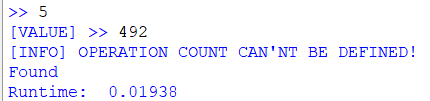 >> 5
[VALUE] >> 492
[INFO] OPERATION COUNT CAN'NT BE DEFINED!
Found
Runtime:  0.01938